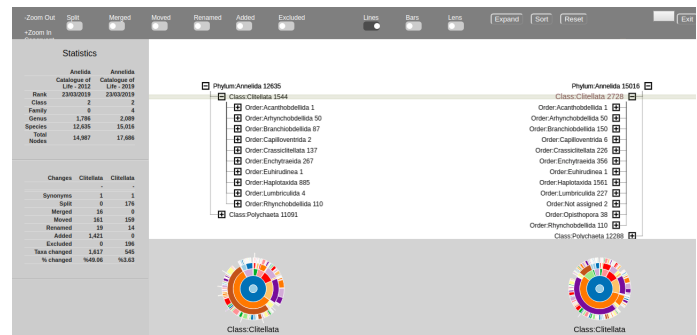 -Zoom Out Split Merged Moved Renamed Added Excluded Lines Bars Lens Expand Sort Reset Exit
+Zoom In
Statistics
Anelida Annelida
Catalogue of Catalogue of
Life - 2012 Life - 2019
Rank 23/03/2019 23/03/2019
Class 2 2
Family 0 4
Genus 1,786 2,089
Species 12,635 15,016
Total 14,987 17,686
Nodes
Changes Clitellata Clitellata
- -
Synonyms 1 1
Split 0 176
Merged 16 0
Moved 161 159
Renamed 19 14
Added 1,421 0
Excluded 0 196
Taxa changed 1,617 545
% changed %49.06 %3.63
Phylum:Annelida 12635
Class:Clitellata 1544
Order:Acanthobdellida 1
Order:Arhynchobdellida 50
Order:Branchiobdellida 87
Order:Capilloventrida 2
Order:Crassiclitellata 137
Order:Enchytraeida 267
Order:Euhirudinea 1
Order:Haplotaxida 885
Order:Lumbriculida 4
Order:Rhynchobdellida 110
Class:Polychaeta 11091
Phylum:Annelida 15016
Class:Clitellata 2728
Order:Acanthobdellida 1
Order:Arhynchobdellida 50
Order:Branchiobdellida 150
Order:Capilloventrida 6
Order:Crassiclitellata 226
Order:Enchytraeida 356
Order:Euhirudinea 1
Order:Haplotaxida 1561
Order:Lumbriculida 227
Order:Not assigned 2
Order:Opisthopora 38
Order:Rhynchobdellida 110
Class:Polychaeta 12288
Class:Clitellata
Class:Clitellata